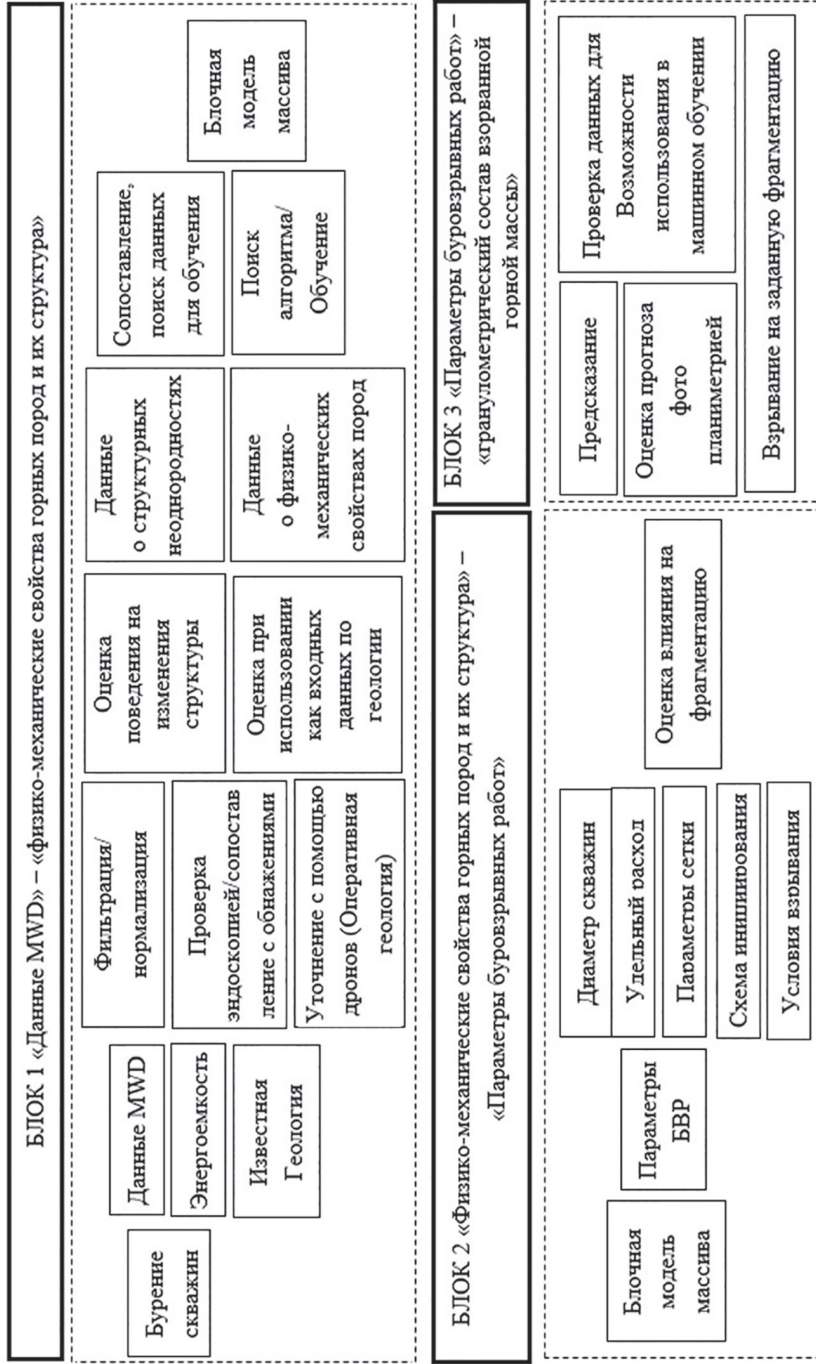 БЛОК 1 «Данные MWD» – «физико-механические свойства горных пород и их структура»
Бурение
скважин
Данные MWD
Энергоемкость
Известная
Геология
Фильтрация/
нормализация
Проверка
эндоскопией/сопостав
ление с обнажениями
Уточнение с помощью
дронов (Оперативная
геология)
Оценка
поведения на
изменения
структуры
Оценка при
использовании
как входных
данных по
геологии
Данные
о структурных
неоднородностях
Данные
о физико-
механических
свойствах пород
Сопоставление,
поиск данных
для обучения
Поиск
алгоритма/
Обучение
Блочная
модель
массива
БЛОК 2 «Физико-механические свойства горных пород и их структура» –
«Параметры буровзрывных работ»
Блочная
модель
массива
Параметры
БВР
Диаметр скважин
Удельный расход
Параметры сетки
Схема инициирования
Условия взрывания
Оценка влияния на
фрагментацию
БЛОК 3 «Параметры буровзрывных работ» –
«гранулометрический состав взорванной
горной массы»
Предсказание
Оценка прогноза
фото
планиметрией
Проверка данных для
Возможности
использования в
машинном обучении
Взрывание на заданную фрагментацию